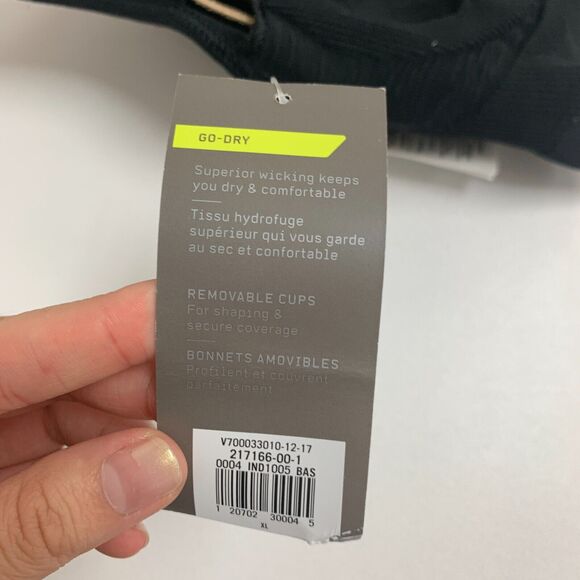 GO-DRY
Superior wicking keeps
you dry & comfortable
Tissu hydrofuge
supérieur qui vous garde
au sec et confortable
REMOVABLE CUPS
For shaping &
secure coverage
BONNETS AMOVIBLES
Profilent et couvrent
parfaitement
V700033010-12-17
217166-00-1
0004 IND1005 BAS
1 20702 30004 5
XL